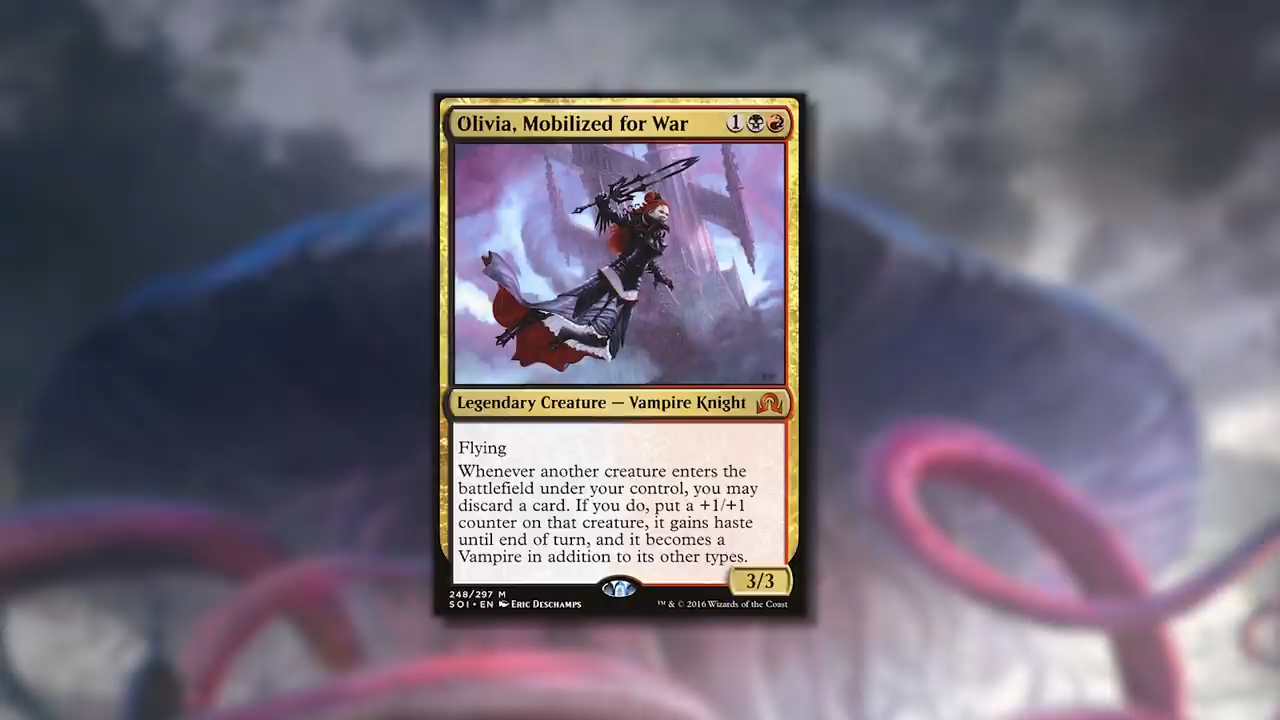 Olivia, Mobilized for War 1
Legendary Creature — Vampire Knight
Flying
Whenever another creature enters the
battlefield under your control, you may
discard a card. If you do, put a +1/+1
counter on that creature, it gains haste
until end of turn, and it becomes a
Vampire in addition to its other types.
3/3
248/297 M
SOI • EN Eric Deschamps
™ & © 2016 Wizards of the Coast